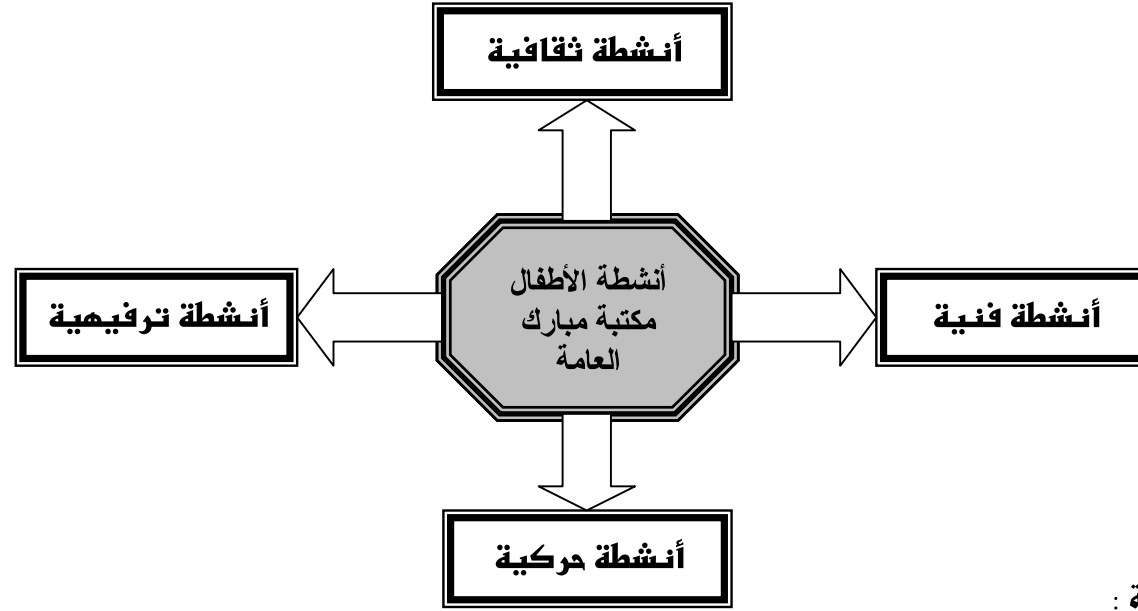 أنشطة ثقافية
أنشطة الأطفال
مكتبة مبارك
العامة
أنشطة فنية
أنشطة ترفيهية
أنشطة حركية
ة :